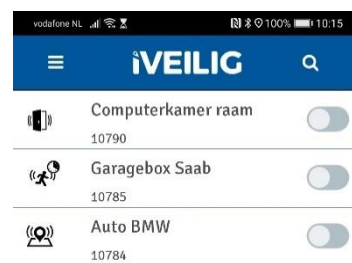 vodafone NL 100% 10:15
iVEILIG
Computerkamer raam
10790
Garagebox Saab
10785
Auto BMW
10784